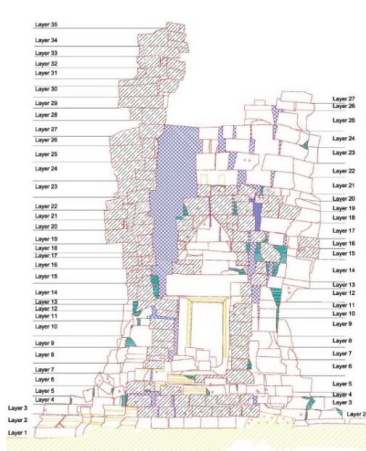 Layer 35
Layer 34
Layer 33
Layer 32
Layer 31
Layer 30
Layer 29
Layer 28
Layer 27
Layer 26
Layer 25
Layer 24
Layer 23
Layer 22
Layer 21
Layer 20
Layer 19
Layer 18
Layer 17
Layer 16
Layer 15
Layer 14
Layer 13
Layer 12
Layer 11
Layer 10
Layer 9
Layer 8
Layer 7
Layer 6
Layer 5
Layer 4
Layer 3
Layer 2
Layer 1
Layer 27
Layer 26
Layer 25
Layer 24
Layer 23
Layer 22
Layer 21
Layer 20
Layer 19
Layer 18
Layer 17
Layer 16
Layer 15
Layer 14
Layer 13
Layer 12
Layer 11
Layer 10
Layer 9
Layer 8
Layer 7
Layer 6
Layer 5
Layer 4
Layer 3
Layer 2